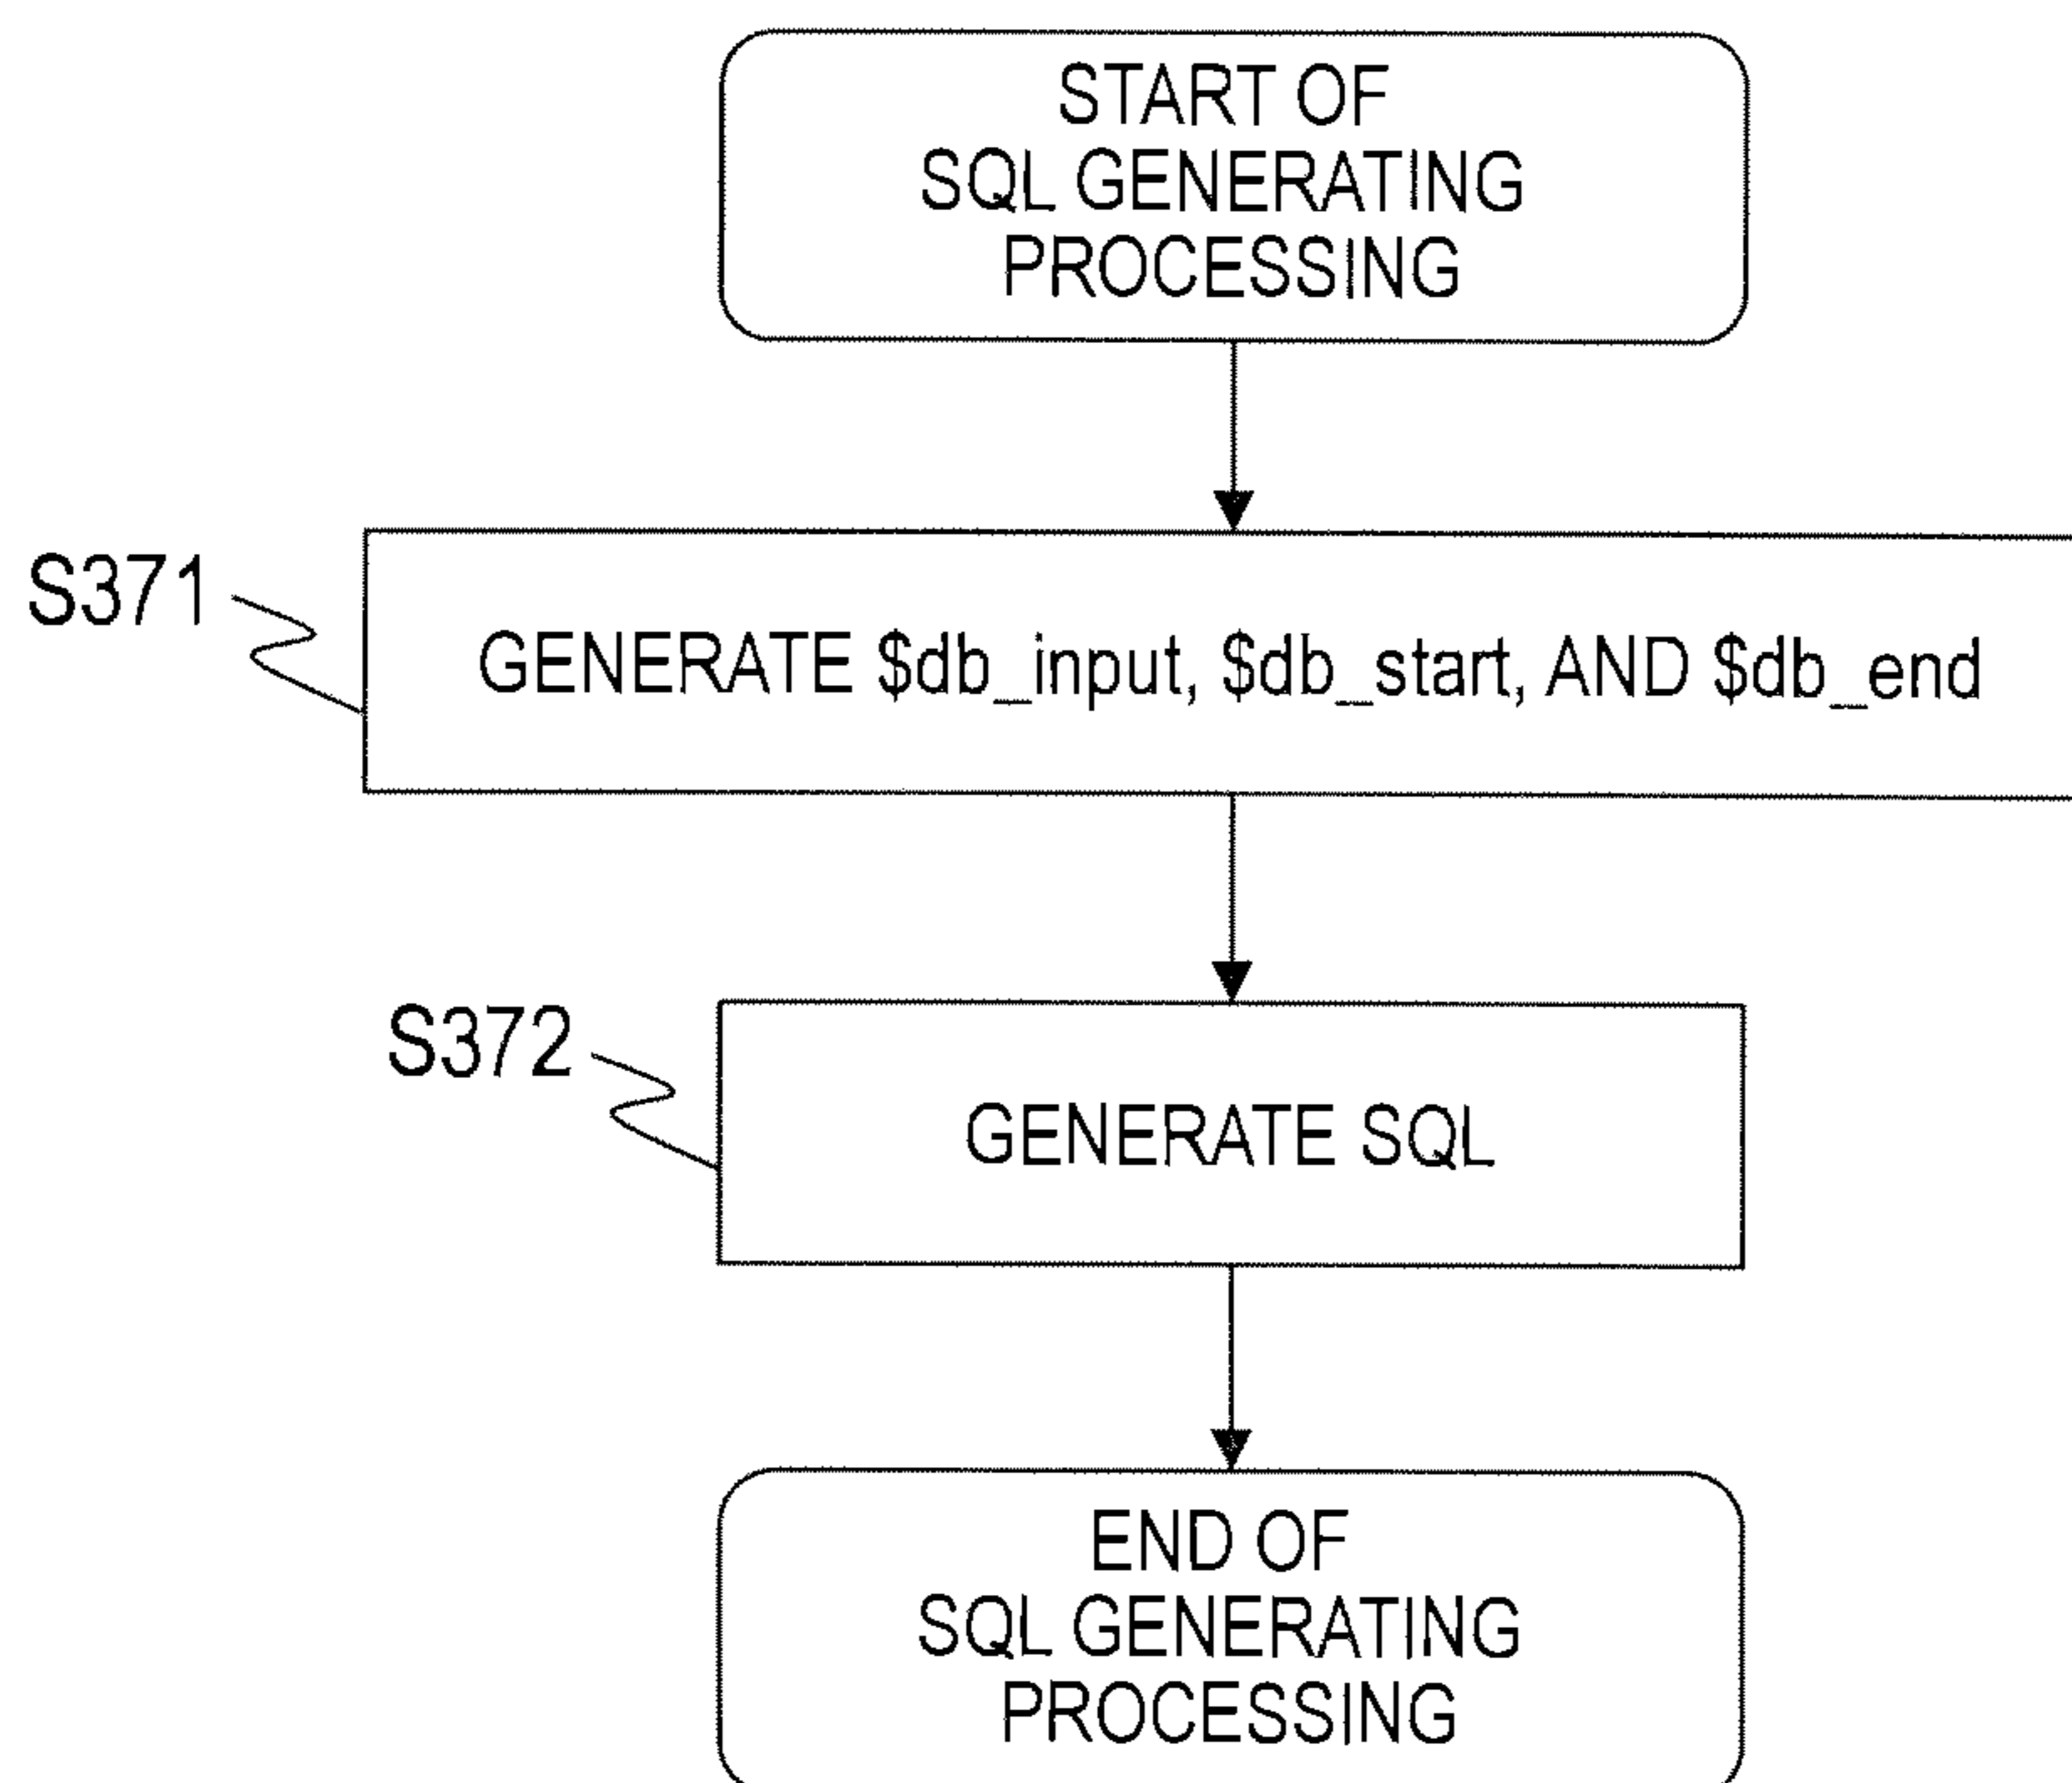 START OF
SQL GENERATING
PROCESSING
S371
GENERATE $db_input, $db_start, AND $db_end
S372
GENERATE SQL
END OF
SQL GENERATING
PROCESSING